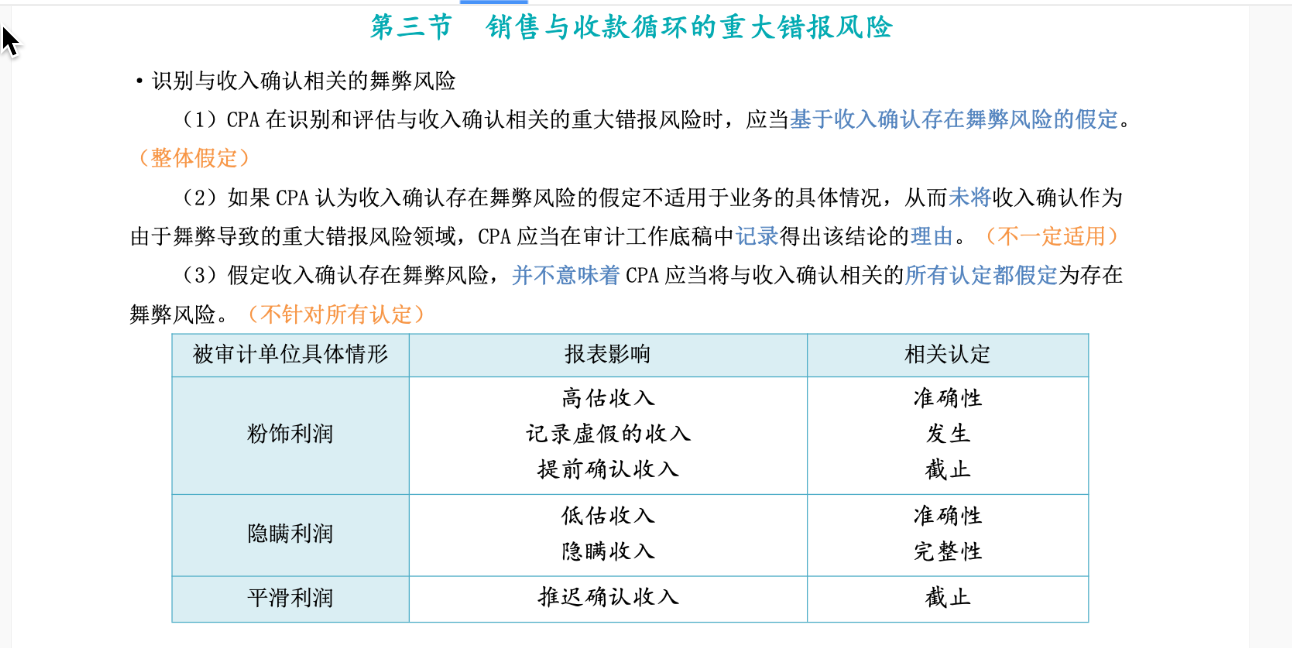 第三节 销售与收款循环的重大错报风险
• 识别与收入确认相关的舞弊风险
（1）CPA 在识别和评估与收入确认相关的重大错报风险时，应当基于收入确认存在舞弊风险的假定。
（整体假定）
（2）如果 CPA 认为收入确认存在舞弊风险的假定不适用于业务的具体情况，从而未将收入确认作为
由于舞弊导致的重大错报风险领域，CPA 应当在审计工作底稿中记录得出该结论的理由。（不一定适用）
（3）假定收入确认存在舞弊风险，并不意味着 CPA 应当将与收入确认相关的所有认定都假定为存在
舞弊风险。（不针对所有认定）
被审计单位具体情形 报表影响 相关认定
粉饰利润
高估收入 准确性
记录虚假的收入 发生
提前确认收入 截止
隐瞒利润
低估收入 准确性
隐瞒收入 完整性
平滑利润 推迟确认收入 截止